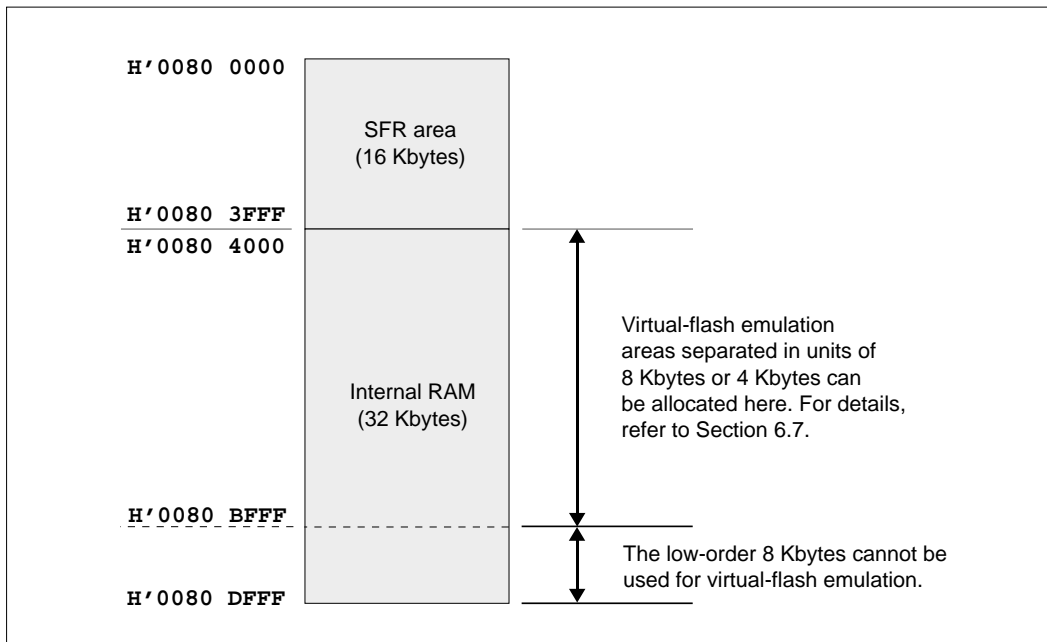 H'0080 0000
SFR area
(16 Kbytes)
H'0080 3FFF
H'0080 4000
Virtual-flash emulation
areas separated in units of
8 Kbytes or 4 Kbytes can
be allocated here. For details,
refer to Section 6.7.
Internal RAM
(32 Kbytes)
H'0080 BFFF
The low-order 8 Kbytes cannot be
used for virtual-flash emulation.
H'0080 DFFF